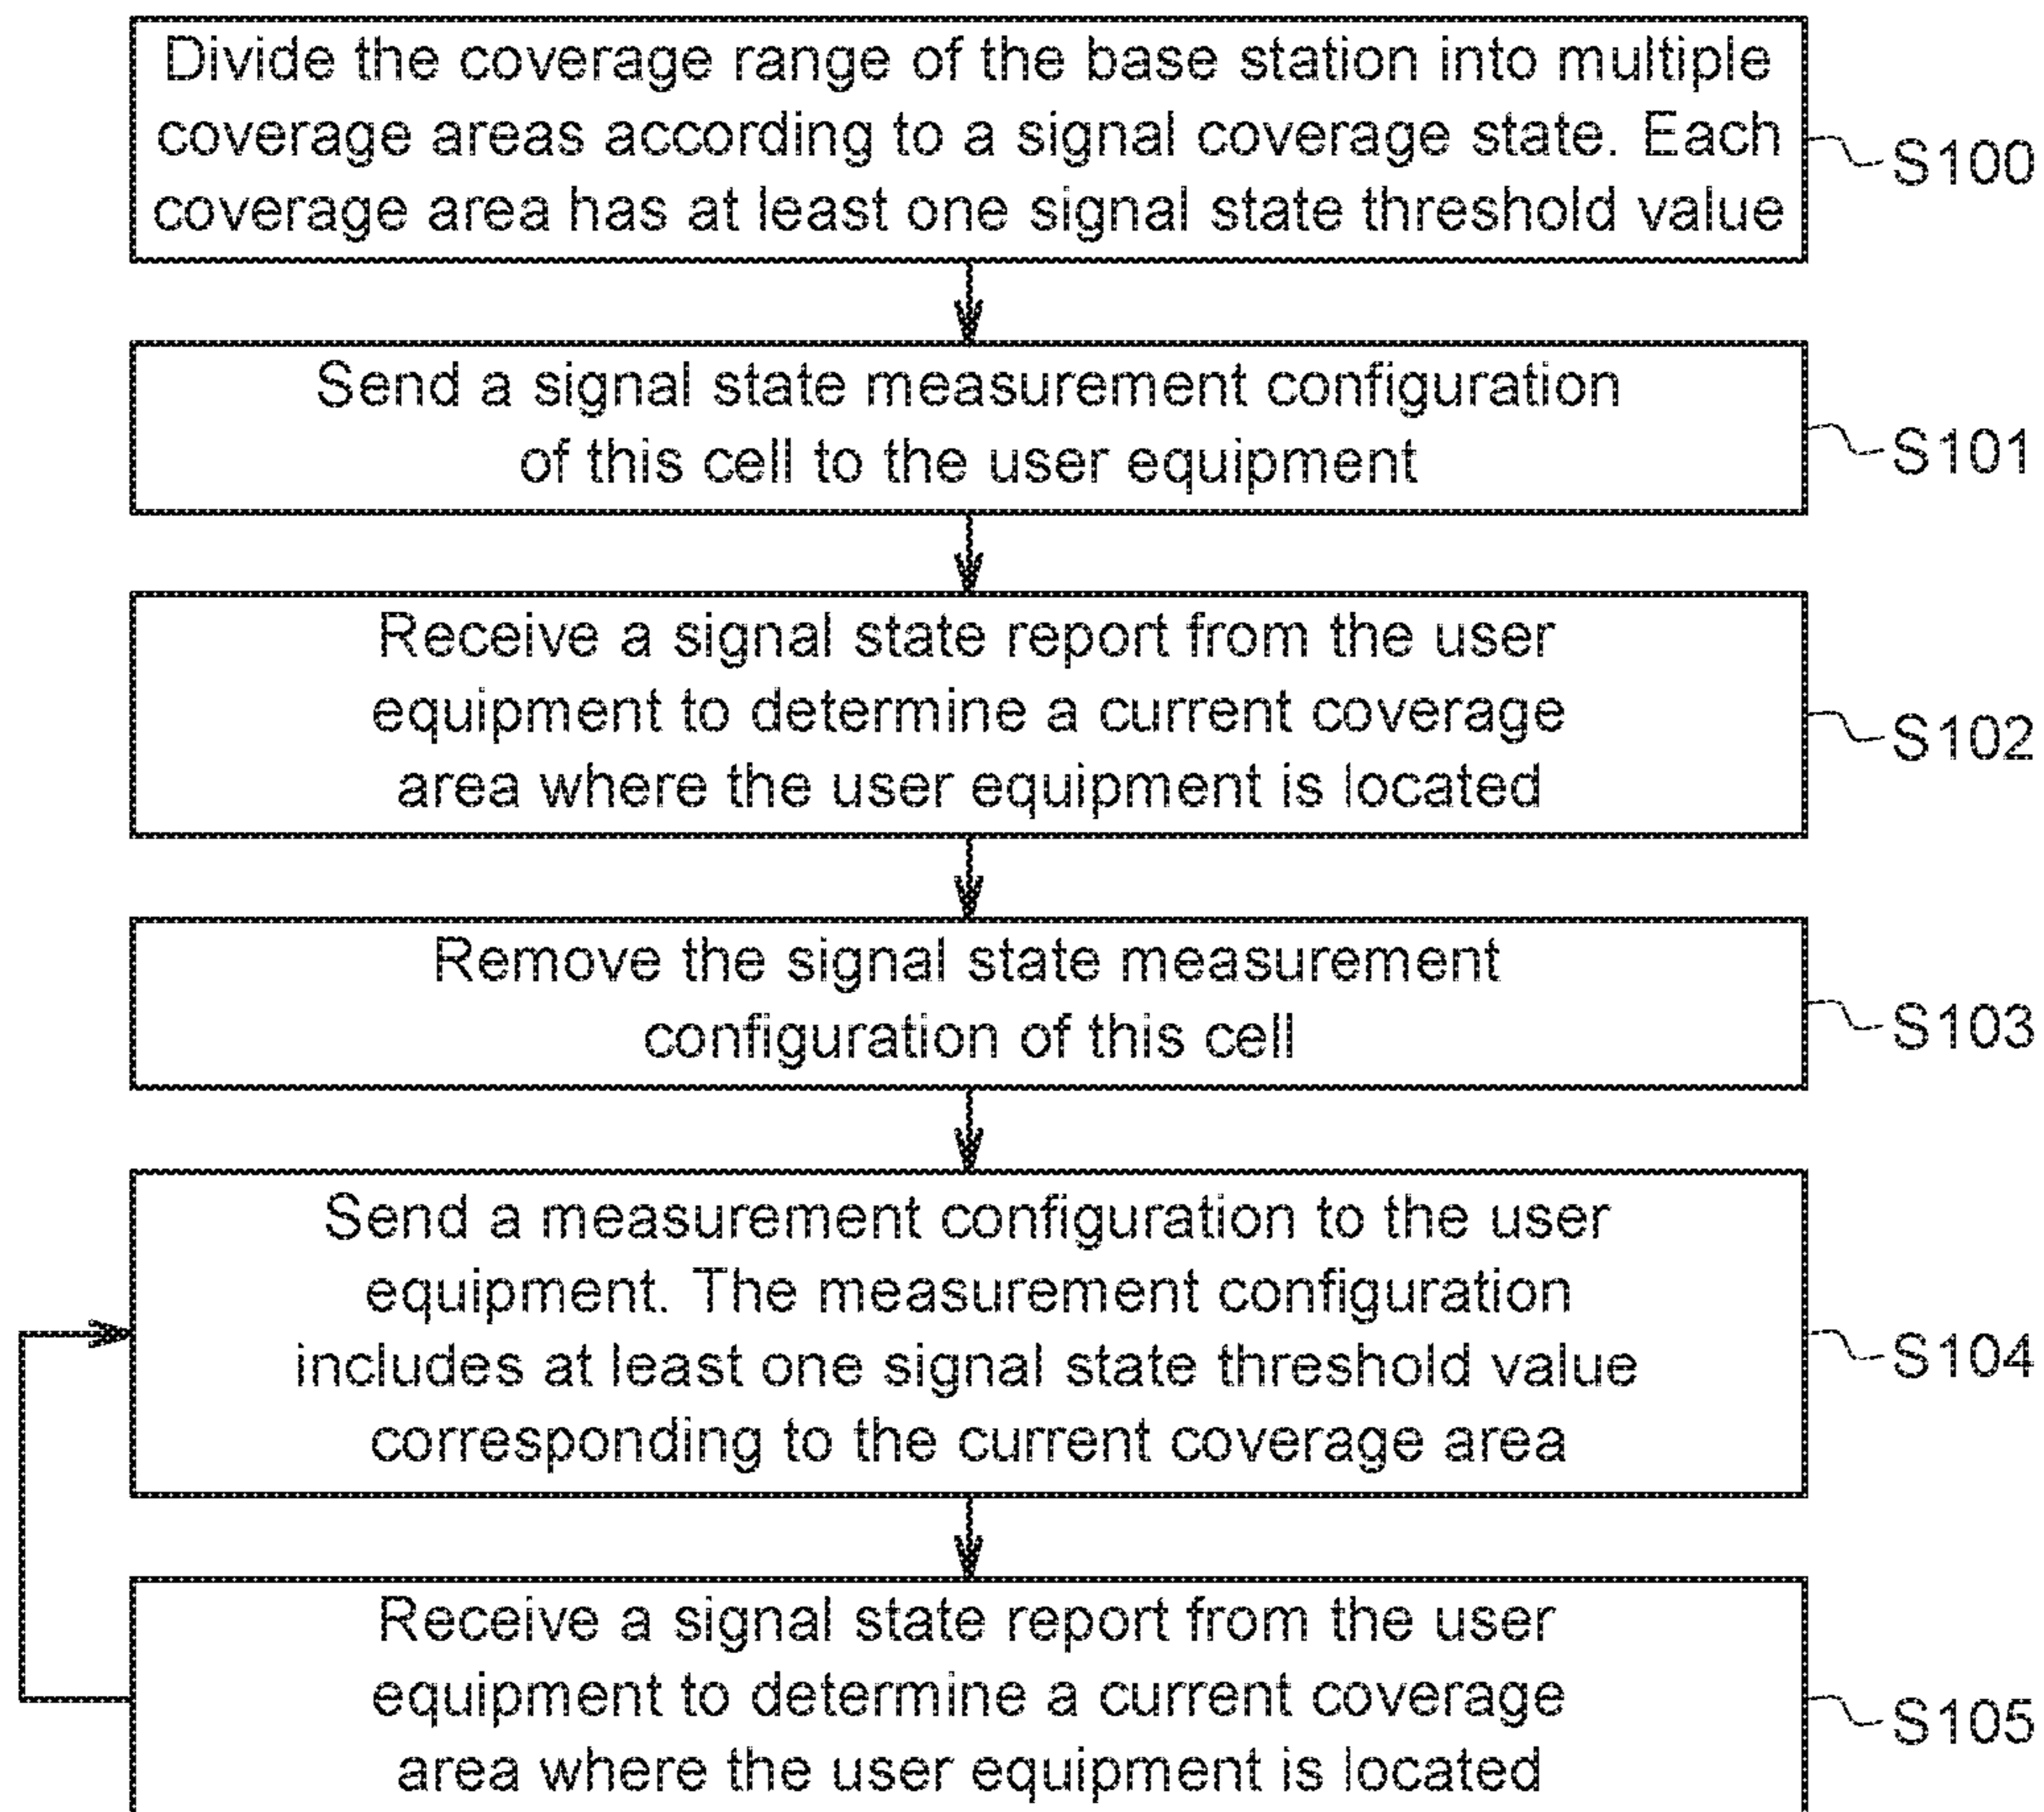 Divide the coverage range of the base station into multiple
coverage areas according to a signal coverage state. Each
coverage area has at least one signal state threshold value
S100
Send a signal state measurement configuration
of this cell to the user equipment
S101
Receive a signal state report from the user
equipment to determine a current coverage
area where the user equipment is located
S102
Remove the signal state measurement
configuration of this cell
S103
Send a measurement configuration to the user
equipment. The measurement configuration
includes at least one signal state threshold value
corresponding to the current coverage area
S104
Receive a signal state report from the user
equipment to determine a current coverage
area where the user equipment is located
S105